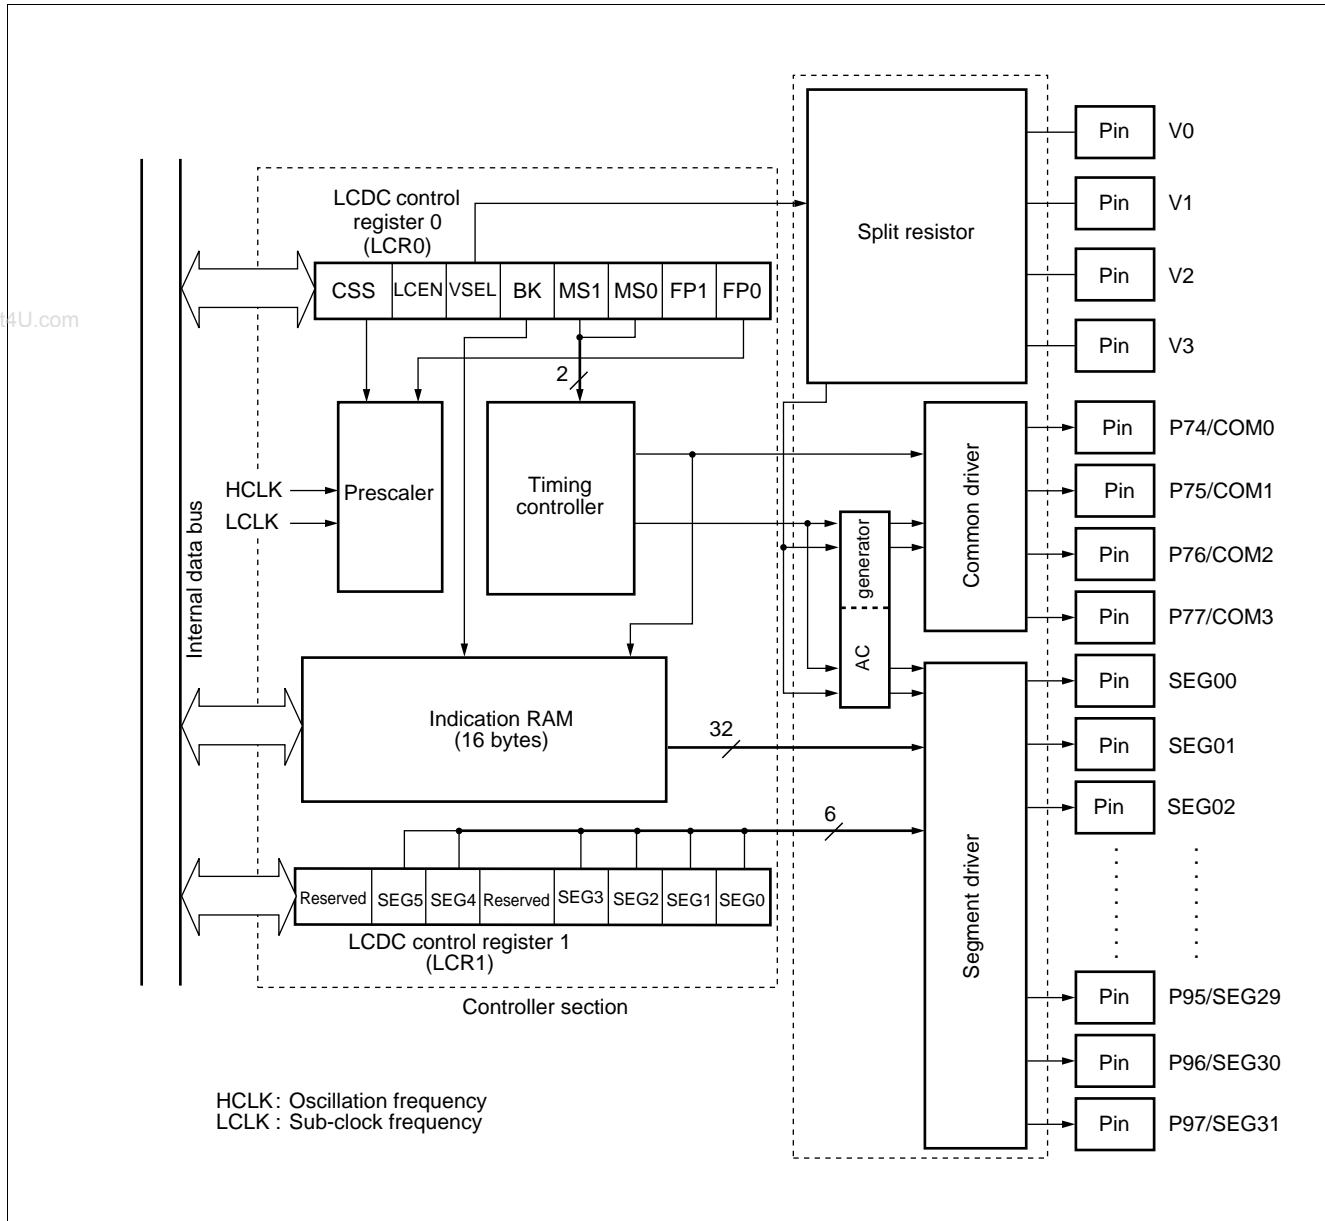 Pin V0
Pin V1
Pin V2
Pin V3
Split resistor
LCDC control
register 0
(LCR0)
CSS LCEN VSEL BK MS1 MS0 FP1 FP0
t4U.com
2
Pin P74/COM0
Pin P75/COM1
Pin P76/COM2
Pin P77/COM3
Common driver
HCLK
LCLK
Prescaler
Timing
controller
AC generator
Internal data bus
Pin SEG00
Pin SEG01
Pin SEG02
Indication RAM
(16 bytes)
32
6
Reserved SEG5 SEG4 Reserved SEG3 SEG2 SEG1 SEG0
LCDC control register 1
(LCR1)
Segment driver
Controller section
Pin P95/SEG29
Pin P96/SEG30
Pin P97/SEG31
HCLK : Oscillation frequency
LCLK : Sub-clock frequency